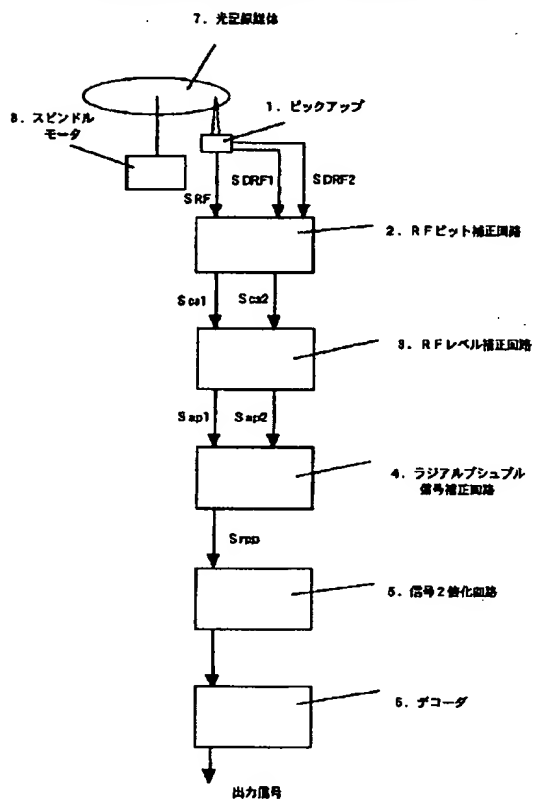 7. 光記録媒体
8. スピンドル
モータ
1. ピックアップ
SRF
SDRF1
SDRF2
2. RFピット補正回路
Sca1
Sca2
3. RFレベル補正回路
Sap1
Sap2
4. ラジアルプシュプル
信号補正回路
Srpp
5. 信号2倍化回路
6. デコーダ
出力信号